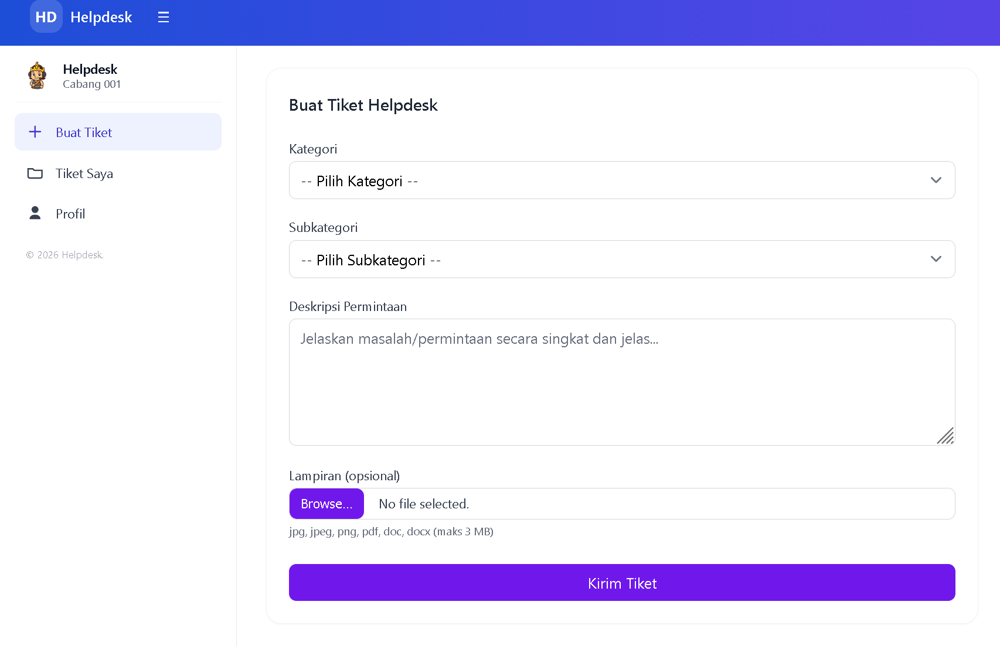 HD Helpdesk ☰
Helpdesk
Cabang 001
Buat Tiket
Tiket Saya
Profil
© 2026 Helpdesk.
Buat Tiket Helpdesk
Kategori
-- Pilih Kategori --
Subkategori
-- Pilih Subkategori --
Deskripsi Permintaan
Jelaskan masalah/permintaan secara singkat dan jelas...
Lampiran (opsional)
Browse... No file selected.
jpg, jpeg, png, pdf, doc, docx (maks 3 MB)
Kirim Tiket